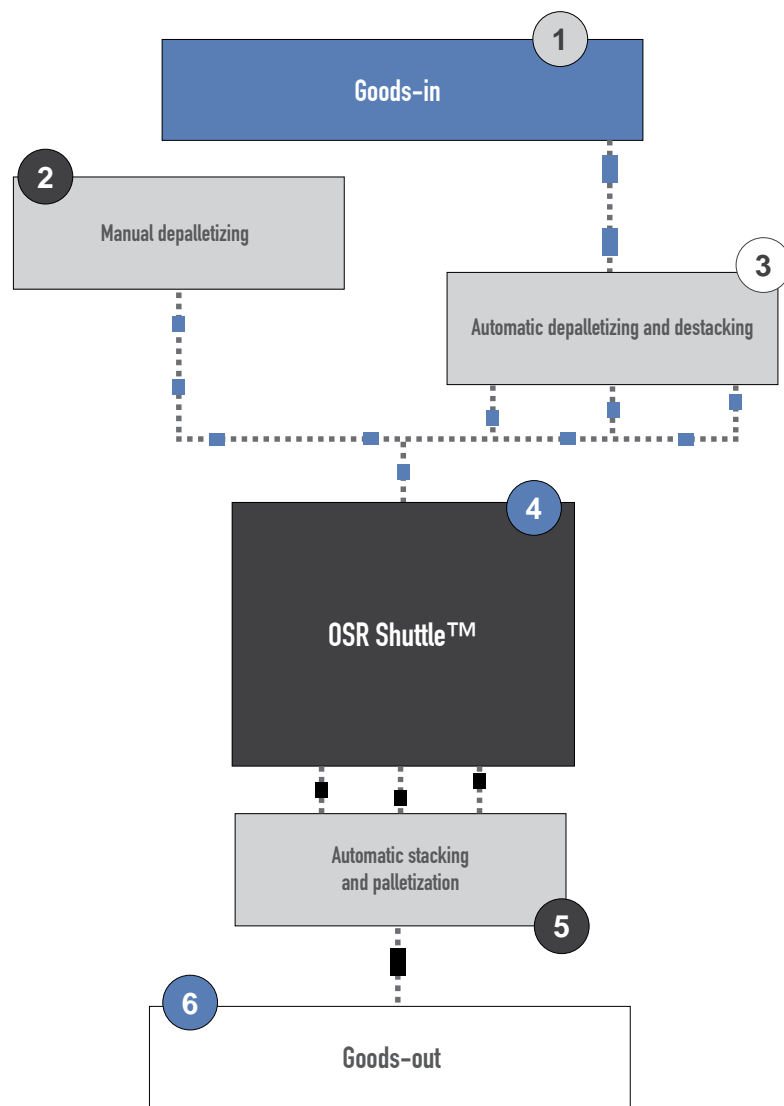 1
Goods-in
2
Manual depalletizing
3
Automatic depalletizing and destacking
4
OSR Shuttle™
Automatic stacking
and palletization
5
6
Goods-out